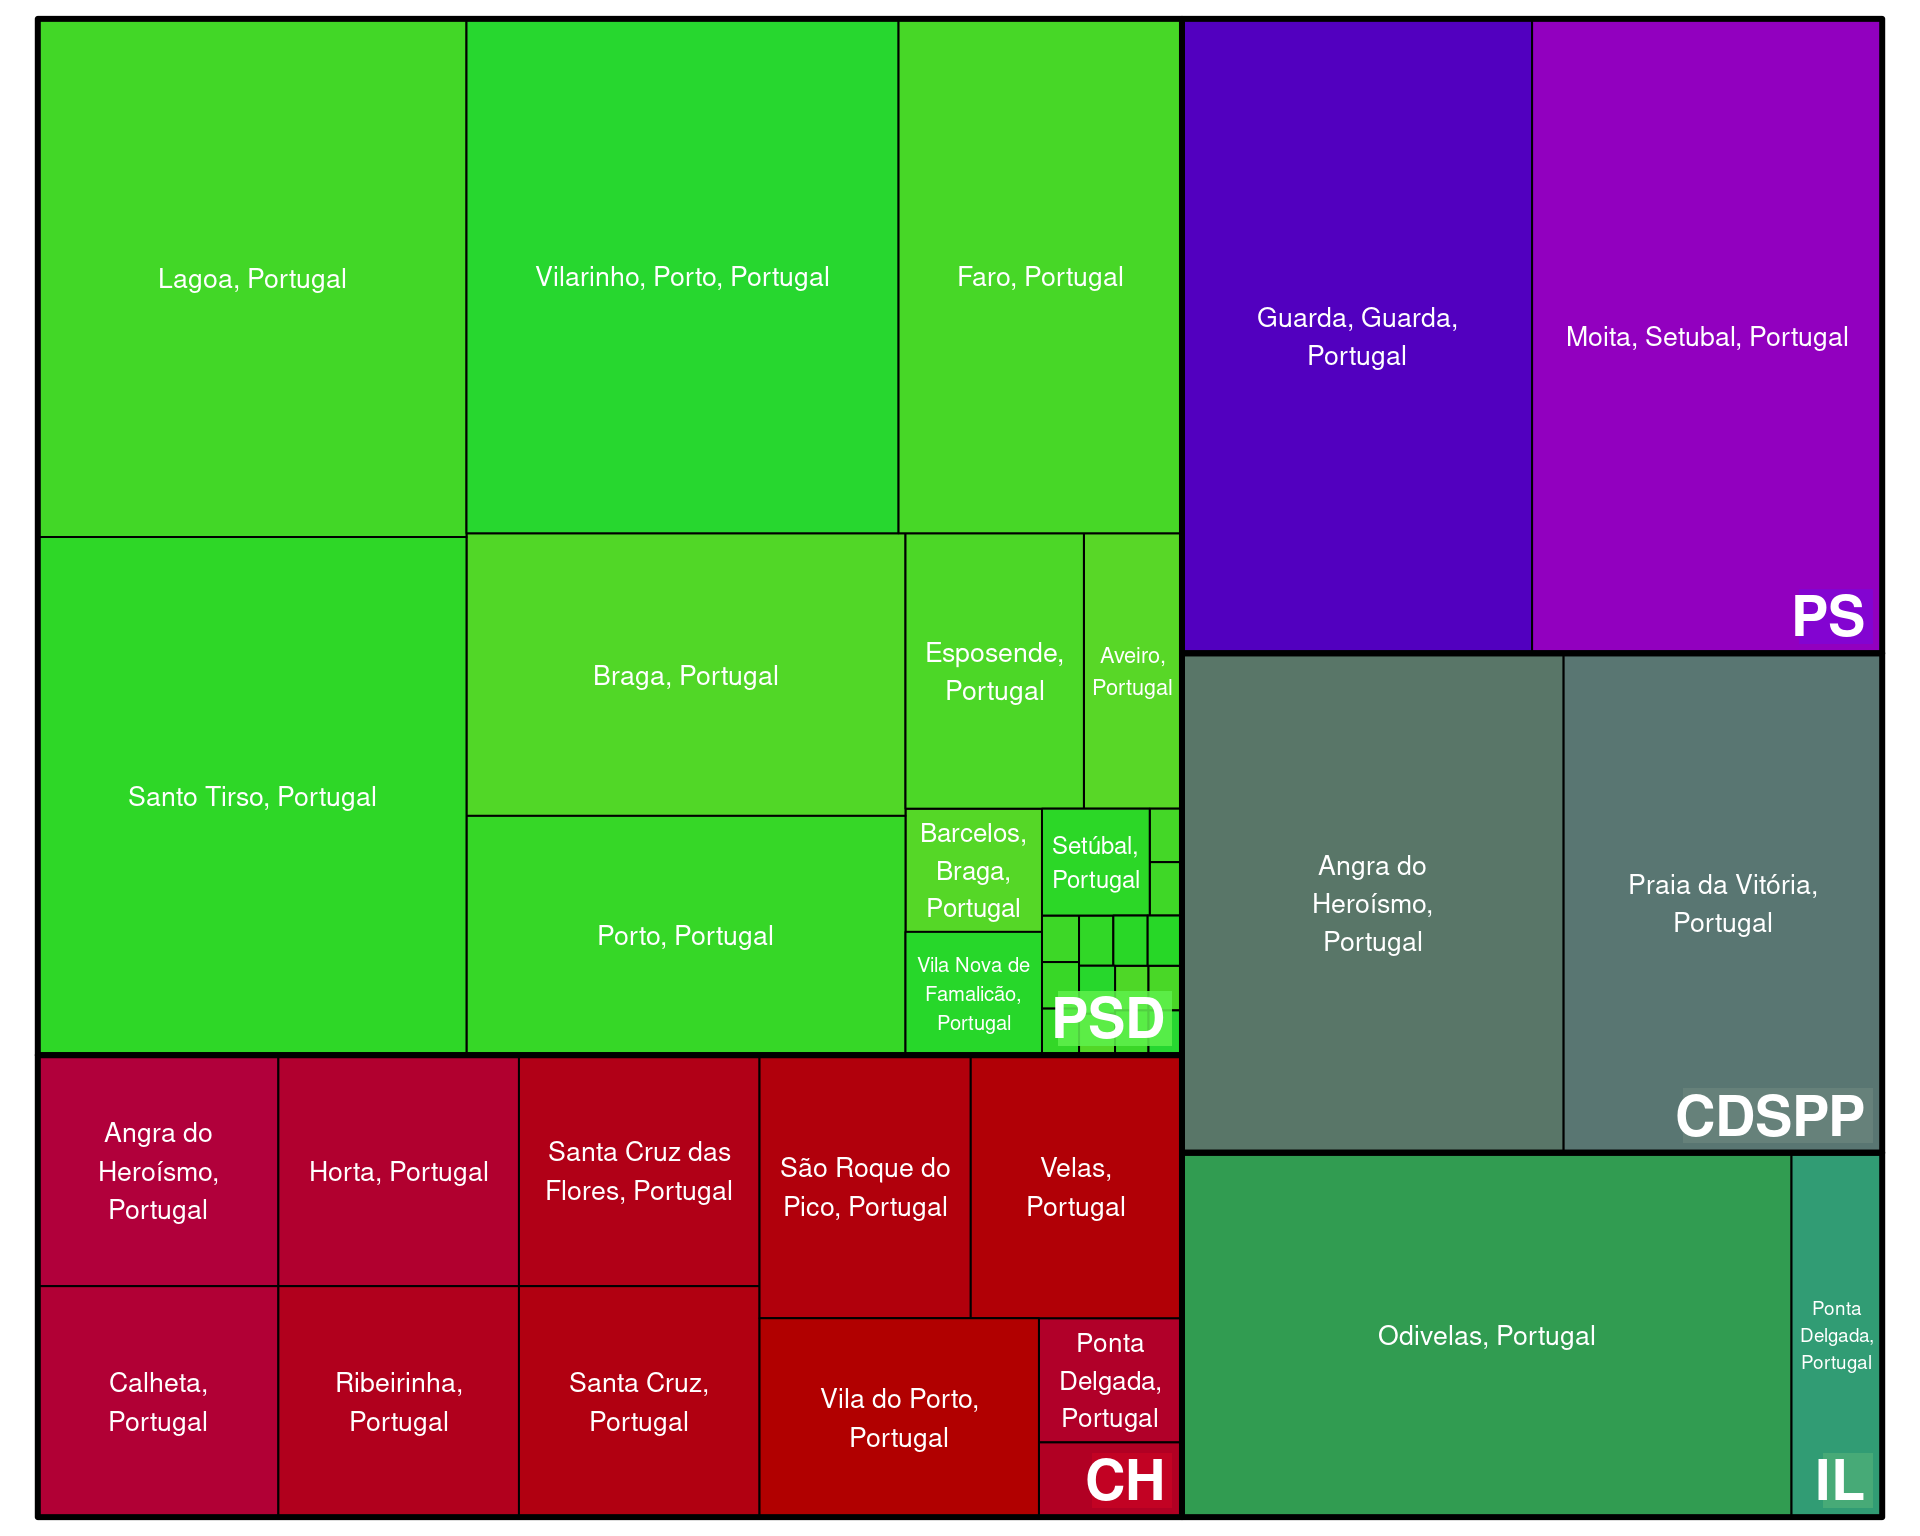 Lagoa, Portugal
Vilarinho, Porto, Portugal
Faro, Portugal
Guarda, Guarda,
Portugal
Moita, Setubal, Portugal
PS
Santo Tirso, Portugal
Braga, Portugal
Esposende,
Portugal
Aveiro,
Portugal
Porto, Portugal
Barcelos,
Braga,
Portugal
Setúbal,
Portugal
Vila Nova de
Famalicão,
Portugal
PSD
Angra do
Heroísmo,
Portugal
Praia da Vitória,
Portugal
CDSPP
Angra do
Heroísmo,
Portugal
Horta, Portugal
Santa Cruz das
Flores, Portugal
São Roque do
Pico, Portugal
Velas,
Portugal
Calheta,
Portugal
Ribeirinha,
Portugal
Santa Cruz,
Portugal
Vila do Porto,
Portugal
Ponta
Delgada,
Portugal
CH
Odivelas, Portugal
Ponta
Delgada,
Portugal
IL